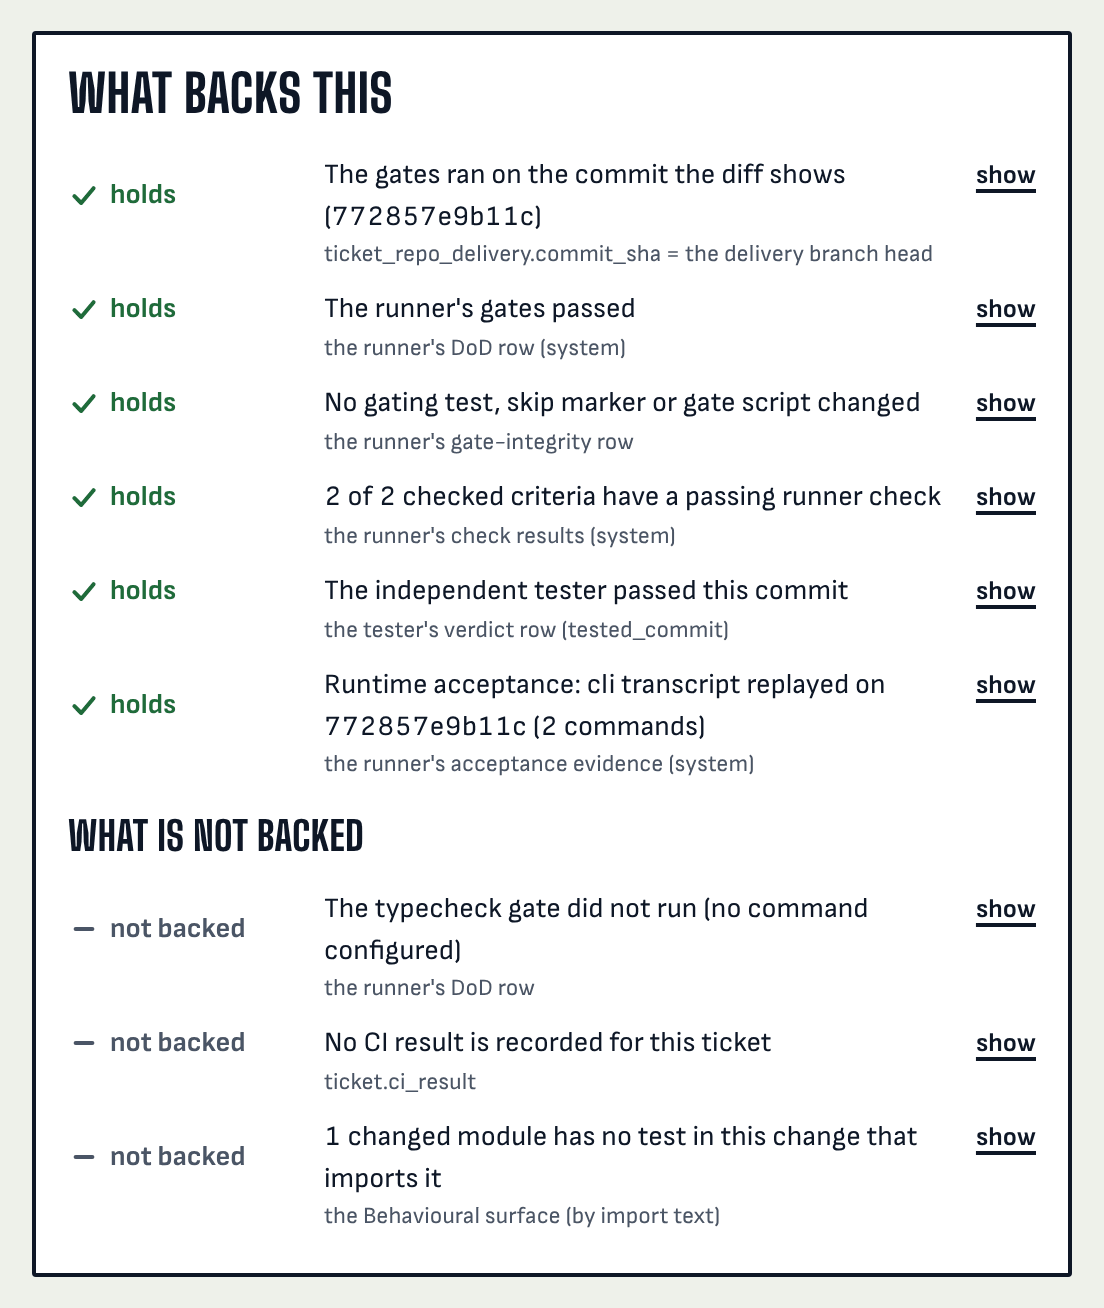 WHAT BACKS THIS
holds
The gates ran on the commit the diff shows
(772857e9b11c)
ticket_repo_delivery.commit_sha = the delivery branch head
show
holds
The runner's gates passed
the runner's DoD row (system)
show
holds
No gating test, skip marker or gate script changed
the runner's gate-integrity row
show
holds
2 of 2 checked criteria have a passing runner check
the runner's check results (system)
show
holds
The independent tester passed this commit
the tester's verdict row (tested_commit)
show
holds
Runtime acceptance: cli transcript replayed on
772857e9b11c (2 commands)
the runner's acceptance evidence (system)
show
WHAT IS NOT BACKED
not backed
The typecheck gate did not run (no command
configured)
the runner's DoD row
show
not backed
No CI result is recorded for this ticket
ticket.ci_result
show
not backed
1 changed module has no test in this change that
imports it
the Behavioural surface (by import text)
show